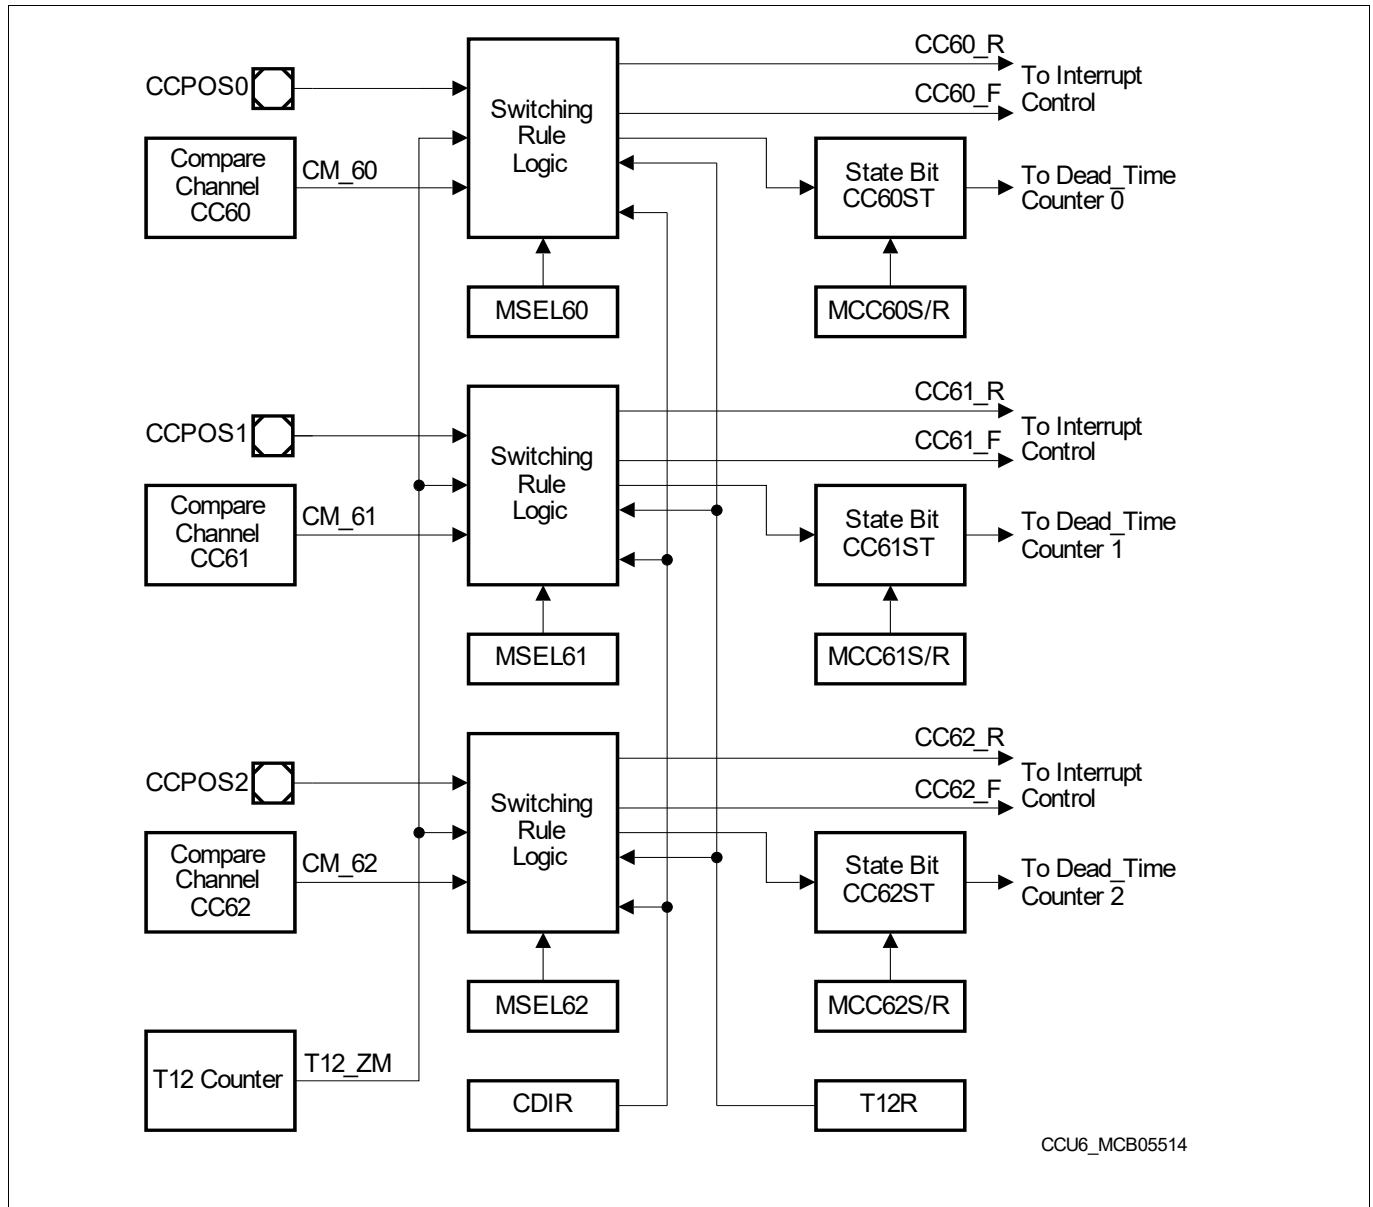 CCPOS0
Compare
Channel
CC60
CM_60
Switching
Rule
Logic
MSEL60
CC60_R
CC60_F
To Interrupt
Control
State Bit
CC60ST
To Dead_Time
Counter 0
MCC60S/R
CCPOS1
Compare
Channel
CC61
CM_61
Switching
Rule
Logic
MSEL61
CC61_R
CC61_F
To Interrupt
Control
State Bit
CC61ST
To Dead_Time
Counter 1
MCC61S/R
CCPOS2
Compare
Channel
CC62
CM_62
Switching
Rule
Logic
MSEL62
CC62_R
CC62_F
To Interrupt
Control
State Bit
CC62ST
To Dead_Time
Counter 2
MCC62S/R
T12 Counter
T12_ZM
CDIR
T12R
CCU6_MCB05514